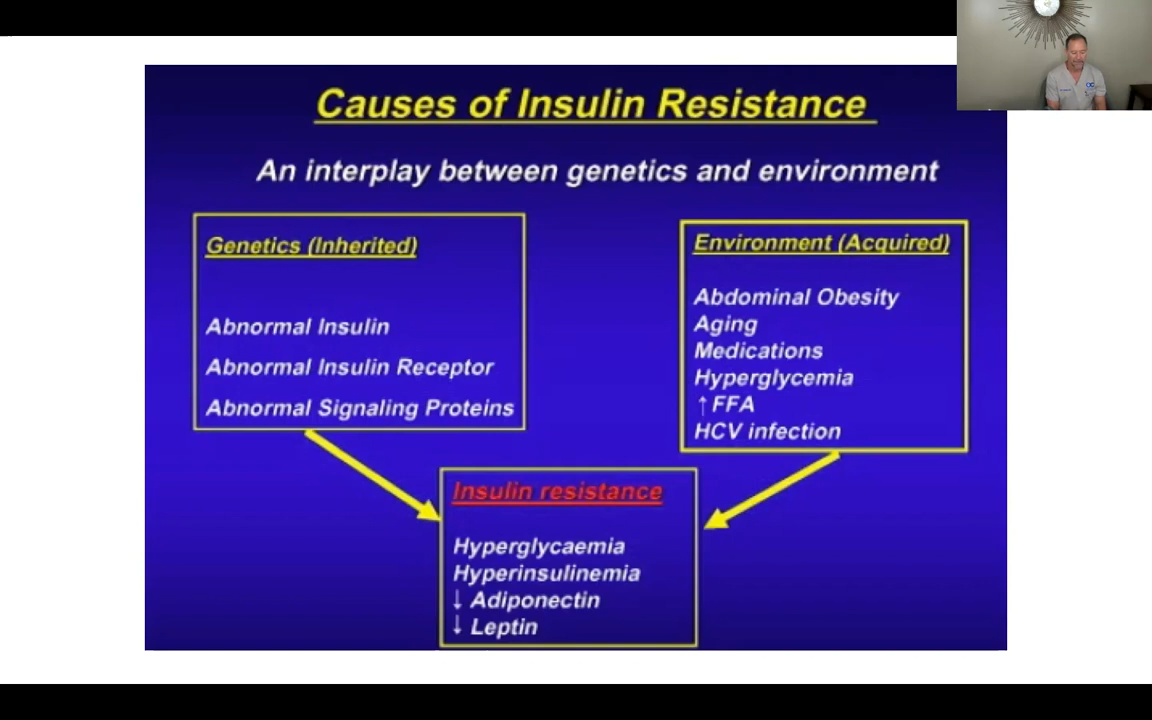 Causes of Insulin Resistance
An interplay between genetics and environment
Genetics (Inherited)
Abnormal Insulin
Abnormal Insulin Receptor
Abnormal Signaling Proteins
Environment (Acquired)
Abdominal Obesity
Aging
Medications
Hyperglycemia
↑FFA
HCV infection
Insulin resistance
Hyperglycaemia
Hyperinsulinemia
↓ Adiponectin
↓ Leptin